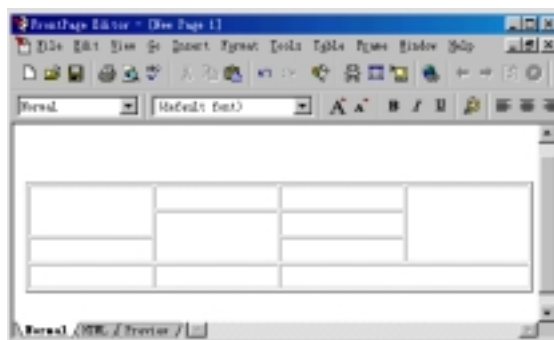 FrontPage Editor - [New Page 1]
File Edit View Go Insert Format Tools Table Frame Window Help
Normal (default font) A A B I U
Normal HTML Preview